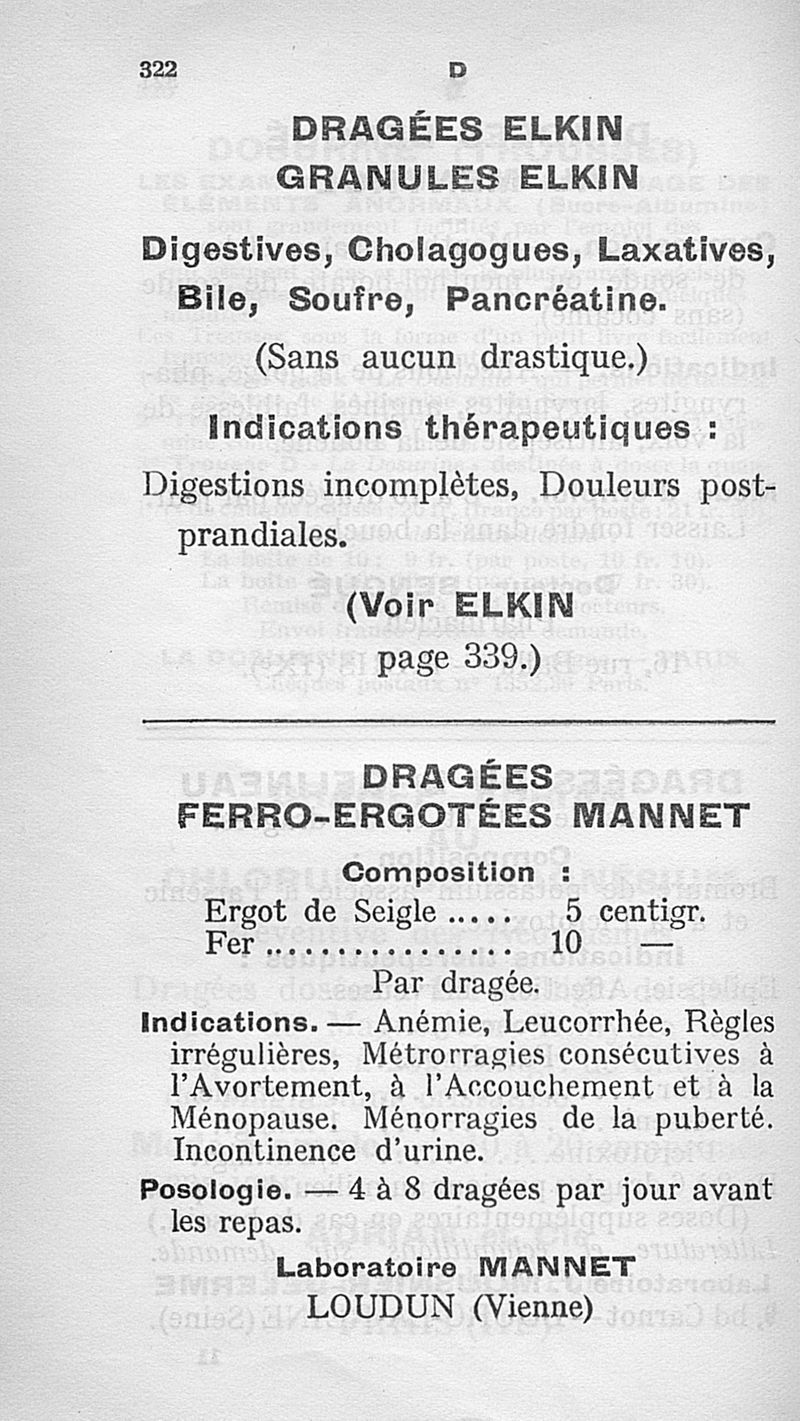 322 D
DRAGÉES ELKIN
GRANULES ELKIN
Digestives, Cholagogues, Laxatives,
Bile, Soufre, Pancréatine.
(Sans aucun drastique.)
Indications thérapeutiques :
Digestions incomplètes, Douleurs post-
prandiales.
(Voir ELKIN
page 339.)
DRAGÉES
FERRO-ERGOTÉES MANNET
Composition :
Ergot de Seigle ..... 5 centigr.
Fer ................. 10 —
Par dragée.
Indications. — Anémie, Leucorrhée, Règles
irrégulières, Métrorragies consécutives à
l'Avortement, à l'Accouchement et à la
Ménopause. Ménorragies de la puberté.
Incontinence d'urine.
Posologie. — 4 à 8 dragées par jour avant
les repas.
Laboratoire MANNET
LOUDUN (Vienne)